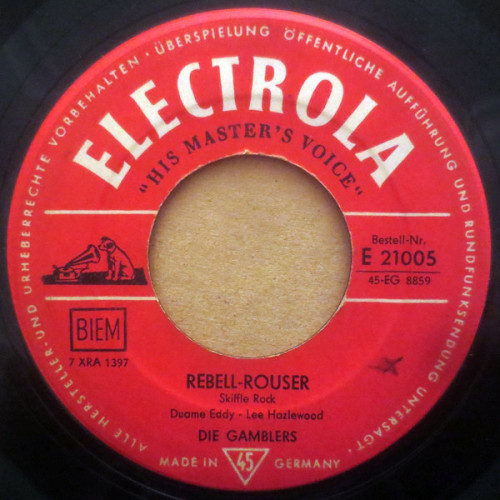 ALLE HERSTELLER- UND URHEBERRECHTE VORBEHALTEN · ÜBERSPIELUNG ÖFFENTLICHE AUFFÜHRUNG UND RUNDFUNKSENDUNG UNTERSAGT ·
ELECTROLA
"HIS MASTER'S VOICE"
Bestell-Nr.
E 21005
45-EG 8859
BIEM
7 XRA 1397
REBELL-ROUSER
Skiffle Rock
Duame Eddy - Lee Hazlewood
DIE GAMBLERS
MADE IN 45 GERMANY